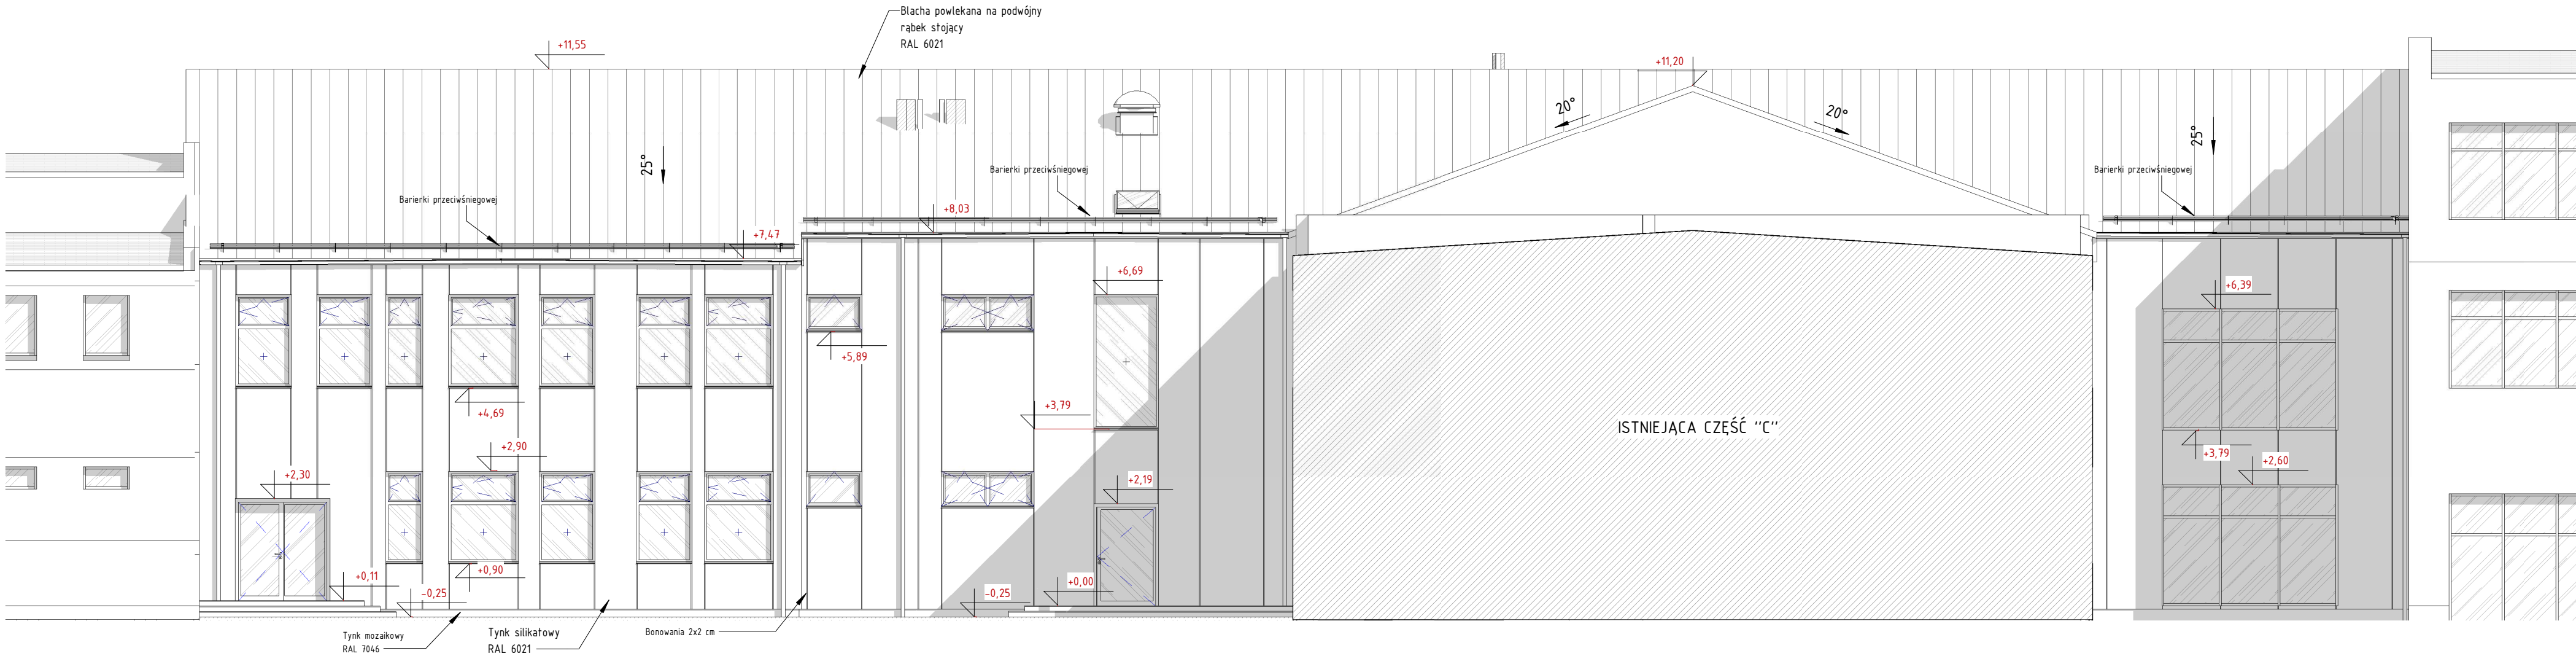 Blacha powlekana na podwójny
rąbek stojący
RAL 6021
+11,55
+11,20
20°
20°
25°
25°
Barierki przeciwśniegowej
Barierki przeciwśniegowej
Barierki przeciwśniegowej
+8,03
+7,47
+6,69
+6,39
+5,89
+4,69
+3,79
ISTNIEJĄCA CZĘŚĆ "C"
+2,90
+3,79
+2,60
+2,30
+2,19
+0,90
+0,11
+0,00
-0,25
-0,25
Tynk mozaikowy
RAL 7046
Tynk silikatowy
RAL 6021
Bonowania 2x2 cm